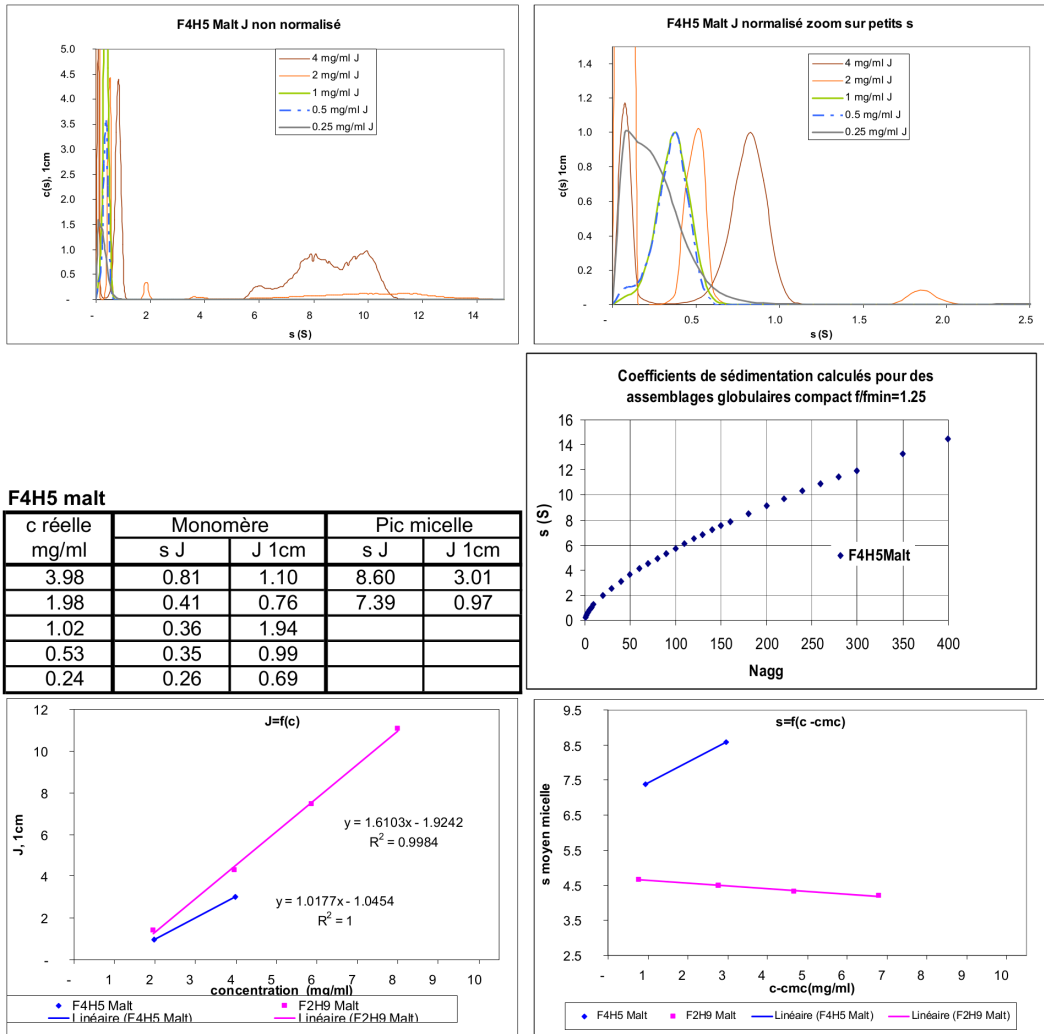 F4H5 Malt J non normalisé
5.0
4.5
4.0
3.5
3.0
2.5
2.0
1.5
1.0
0.5
-
c(s), 1cm
4 mg/ml J
2 mg/ml J
1 mg/ml J
0.5 mg/ml J
0.25 mg/ml J
- 2 4 6 8 10 12 14
s (S)
F4H5 Malt J normalisé zoom sur petits s
1.4
1.2
1.0
0.8
0.6
0.4
0.2
-
c(s) 1cm
4 mg/ml J
2 mg/ml J
1 mg/ml J
0.5 mg/ml J
0.25 mg/ml J
- 0.5 1.0 1.5 2.0 2.5
s (S)
Coefficients de sédimentation calculés pour des
assemblages globulaires compact f/fmin=1.25
16
14
12
10
8
6
4
2
0
s (S)
F4H5Malt
0 50 100 150 200 250 300 350 400
Nagg
F4H5 malt
c réelle Monomère Pic micelle
mg/ml s J J 1cm s J J 1cm
3.98 0.81 1.10 8.60 3.01
1.98 0.41 0.76 7.39 0.97
1.02 0.36 1.94
0.53 0.35 0.99
0.24 0.26 0.69
J=f(c)
12
10
8
6
4
2
-
J, 1cm
y = 1.6103x - 1.9242
R2 = 0.9984
y = 1.0177x - 1.0454
R2 = 1
- 1 2 3 4 5 6 7 8 9 10
concentration (mg/ml)
F4H5 Malt F2H9 Malt
Linéaire (F4H5 Malt) Linéaire (F2H9 Malt)
s=f(c -cmc)
9.5
8.5
7.5
6.5
5.5
4.5
3.5
2.5
s moyen micelle
- 1 2 3 4 5 6 7 8 9 10
c-cmc(mg/ml)
F4H5 Malt F2H9 Malt Linéaire (F4H5 Malt) Linéaire (F2H9 Malt)